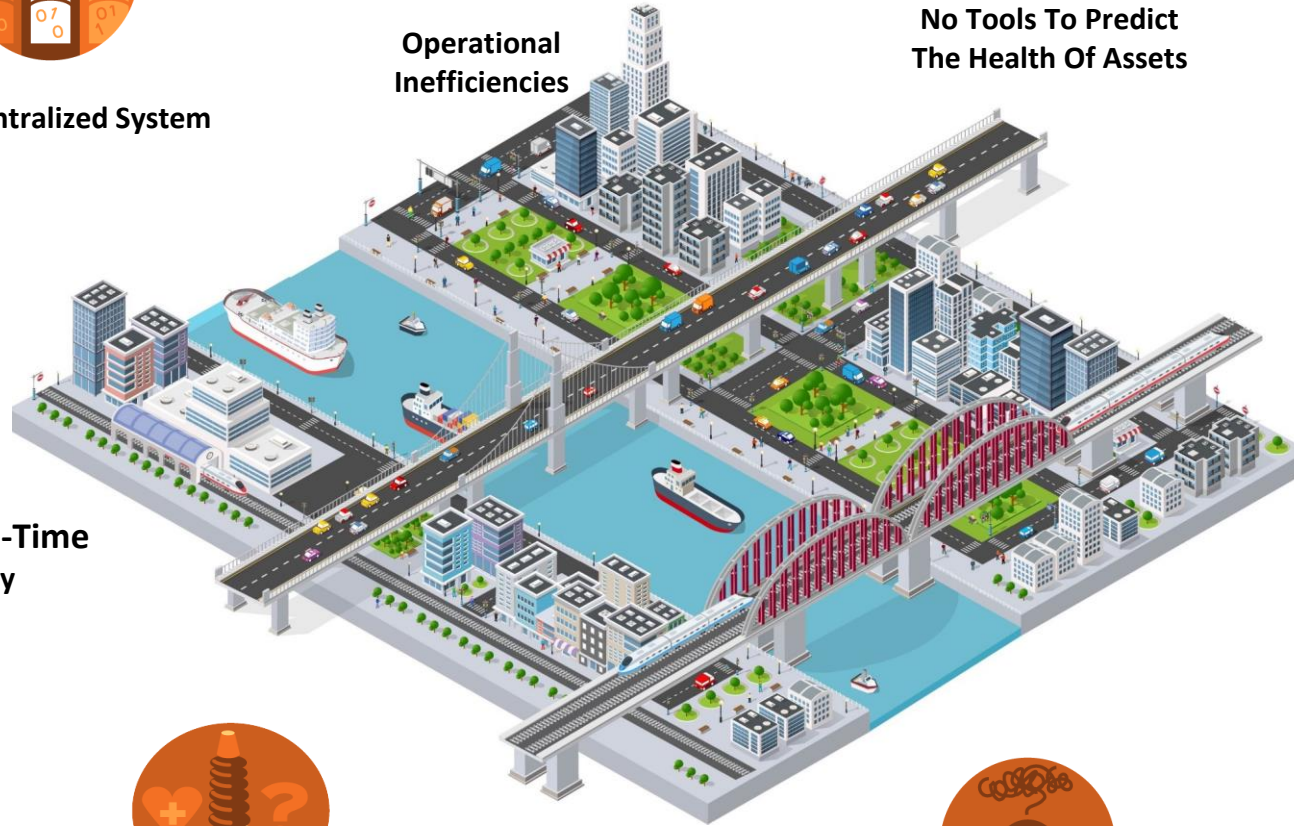 Operational
Inefficiencies
No Tools To Predict
The Health Of Assets
ntralized System
-Time
y